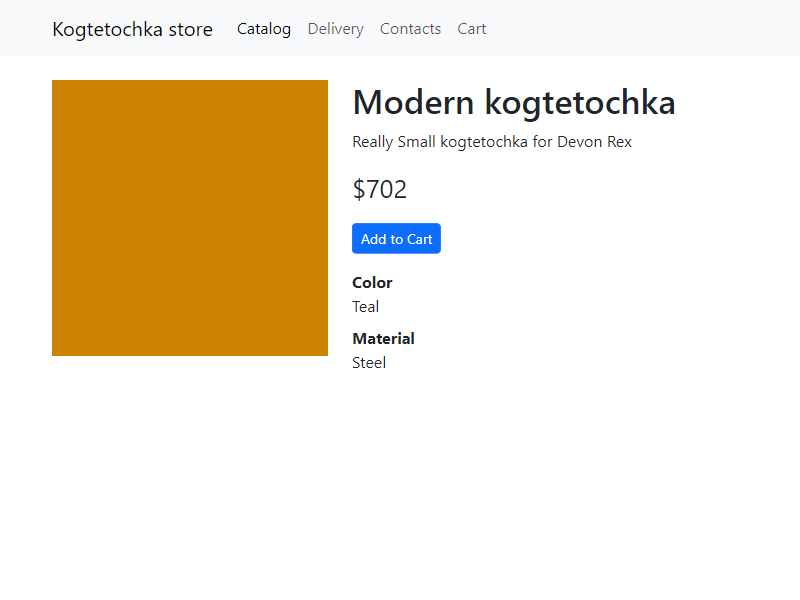 Kogtetochka store Catalog Delivery Contacts Cart
Modern kogtetochka
Really Small kogtetochka for Devon Rex
$702
Add to Cart
Color
Teal
Material
Steel